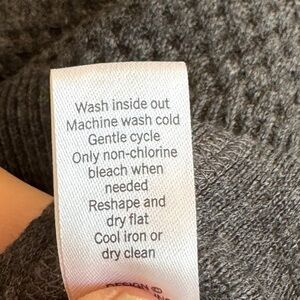 Wash inside out
Machine wash cold
Gentle cycle
Only non-chlorine
bleach when
needed
Reshape and
dry flat
Cool iron or
dry clean
DESIGN ©